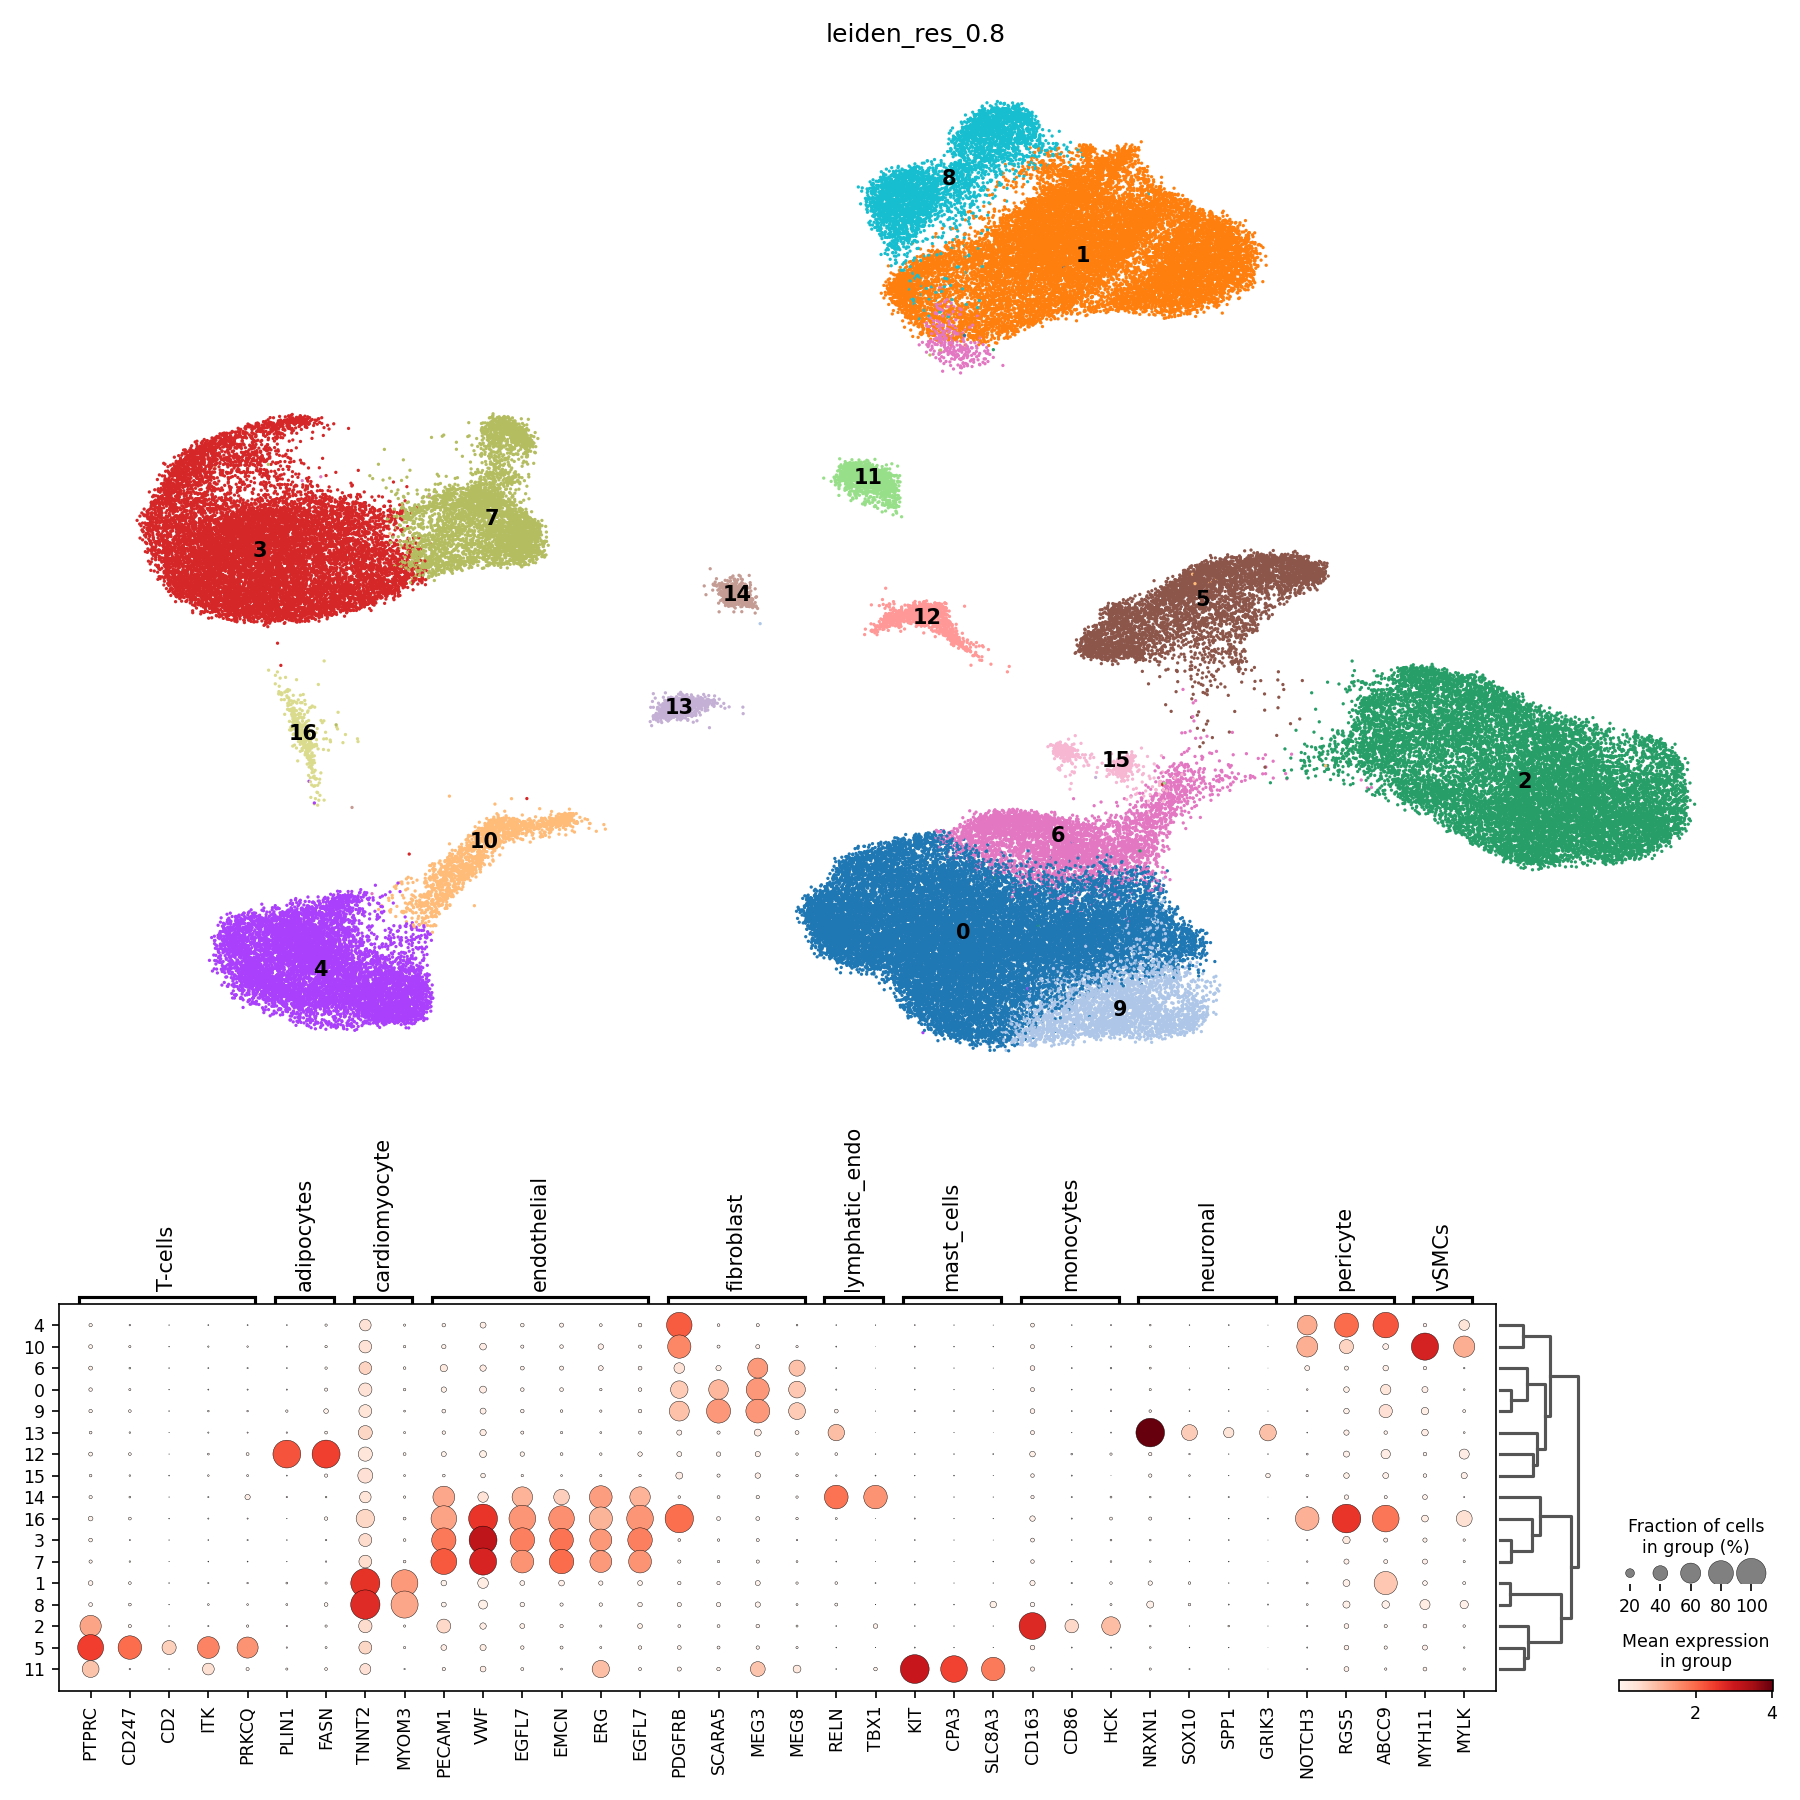 leiden_res_0.8
8
1
11
3
7
14
12
5
13
16
15
2
10
6
4
0
9
T-cells
adipocytes
cardiomyocyte
endothelial
fibroblast
lymphatic_endo
mast_cells
monocytes
neuronal
pericyte
vSMCs
4
10
6
0
9
13
12
15
14
16
3
7
1
8
2
5
11
PTPRC
CD247
CD2
ITK
PRKCQ
PLIN1
FASN
TNNT2
MYOM3
PECAM1
VWF
EGFL7
EMCN
ERG
EGFL7
PDGFRB
SCARA5
MEG3
MEG8
RELN
TBX1
KIT
CPA3
SLC8A3
CD163
CD86
HCK
NRXN1
SOX10
SPP1
GRIK3
NOTCH3
RGS5
ABCC9
MYH11
MYLK
Fraction of cells
in group (%)
20 40 60 80 100
Mean expression
in group
2 4